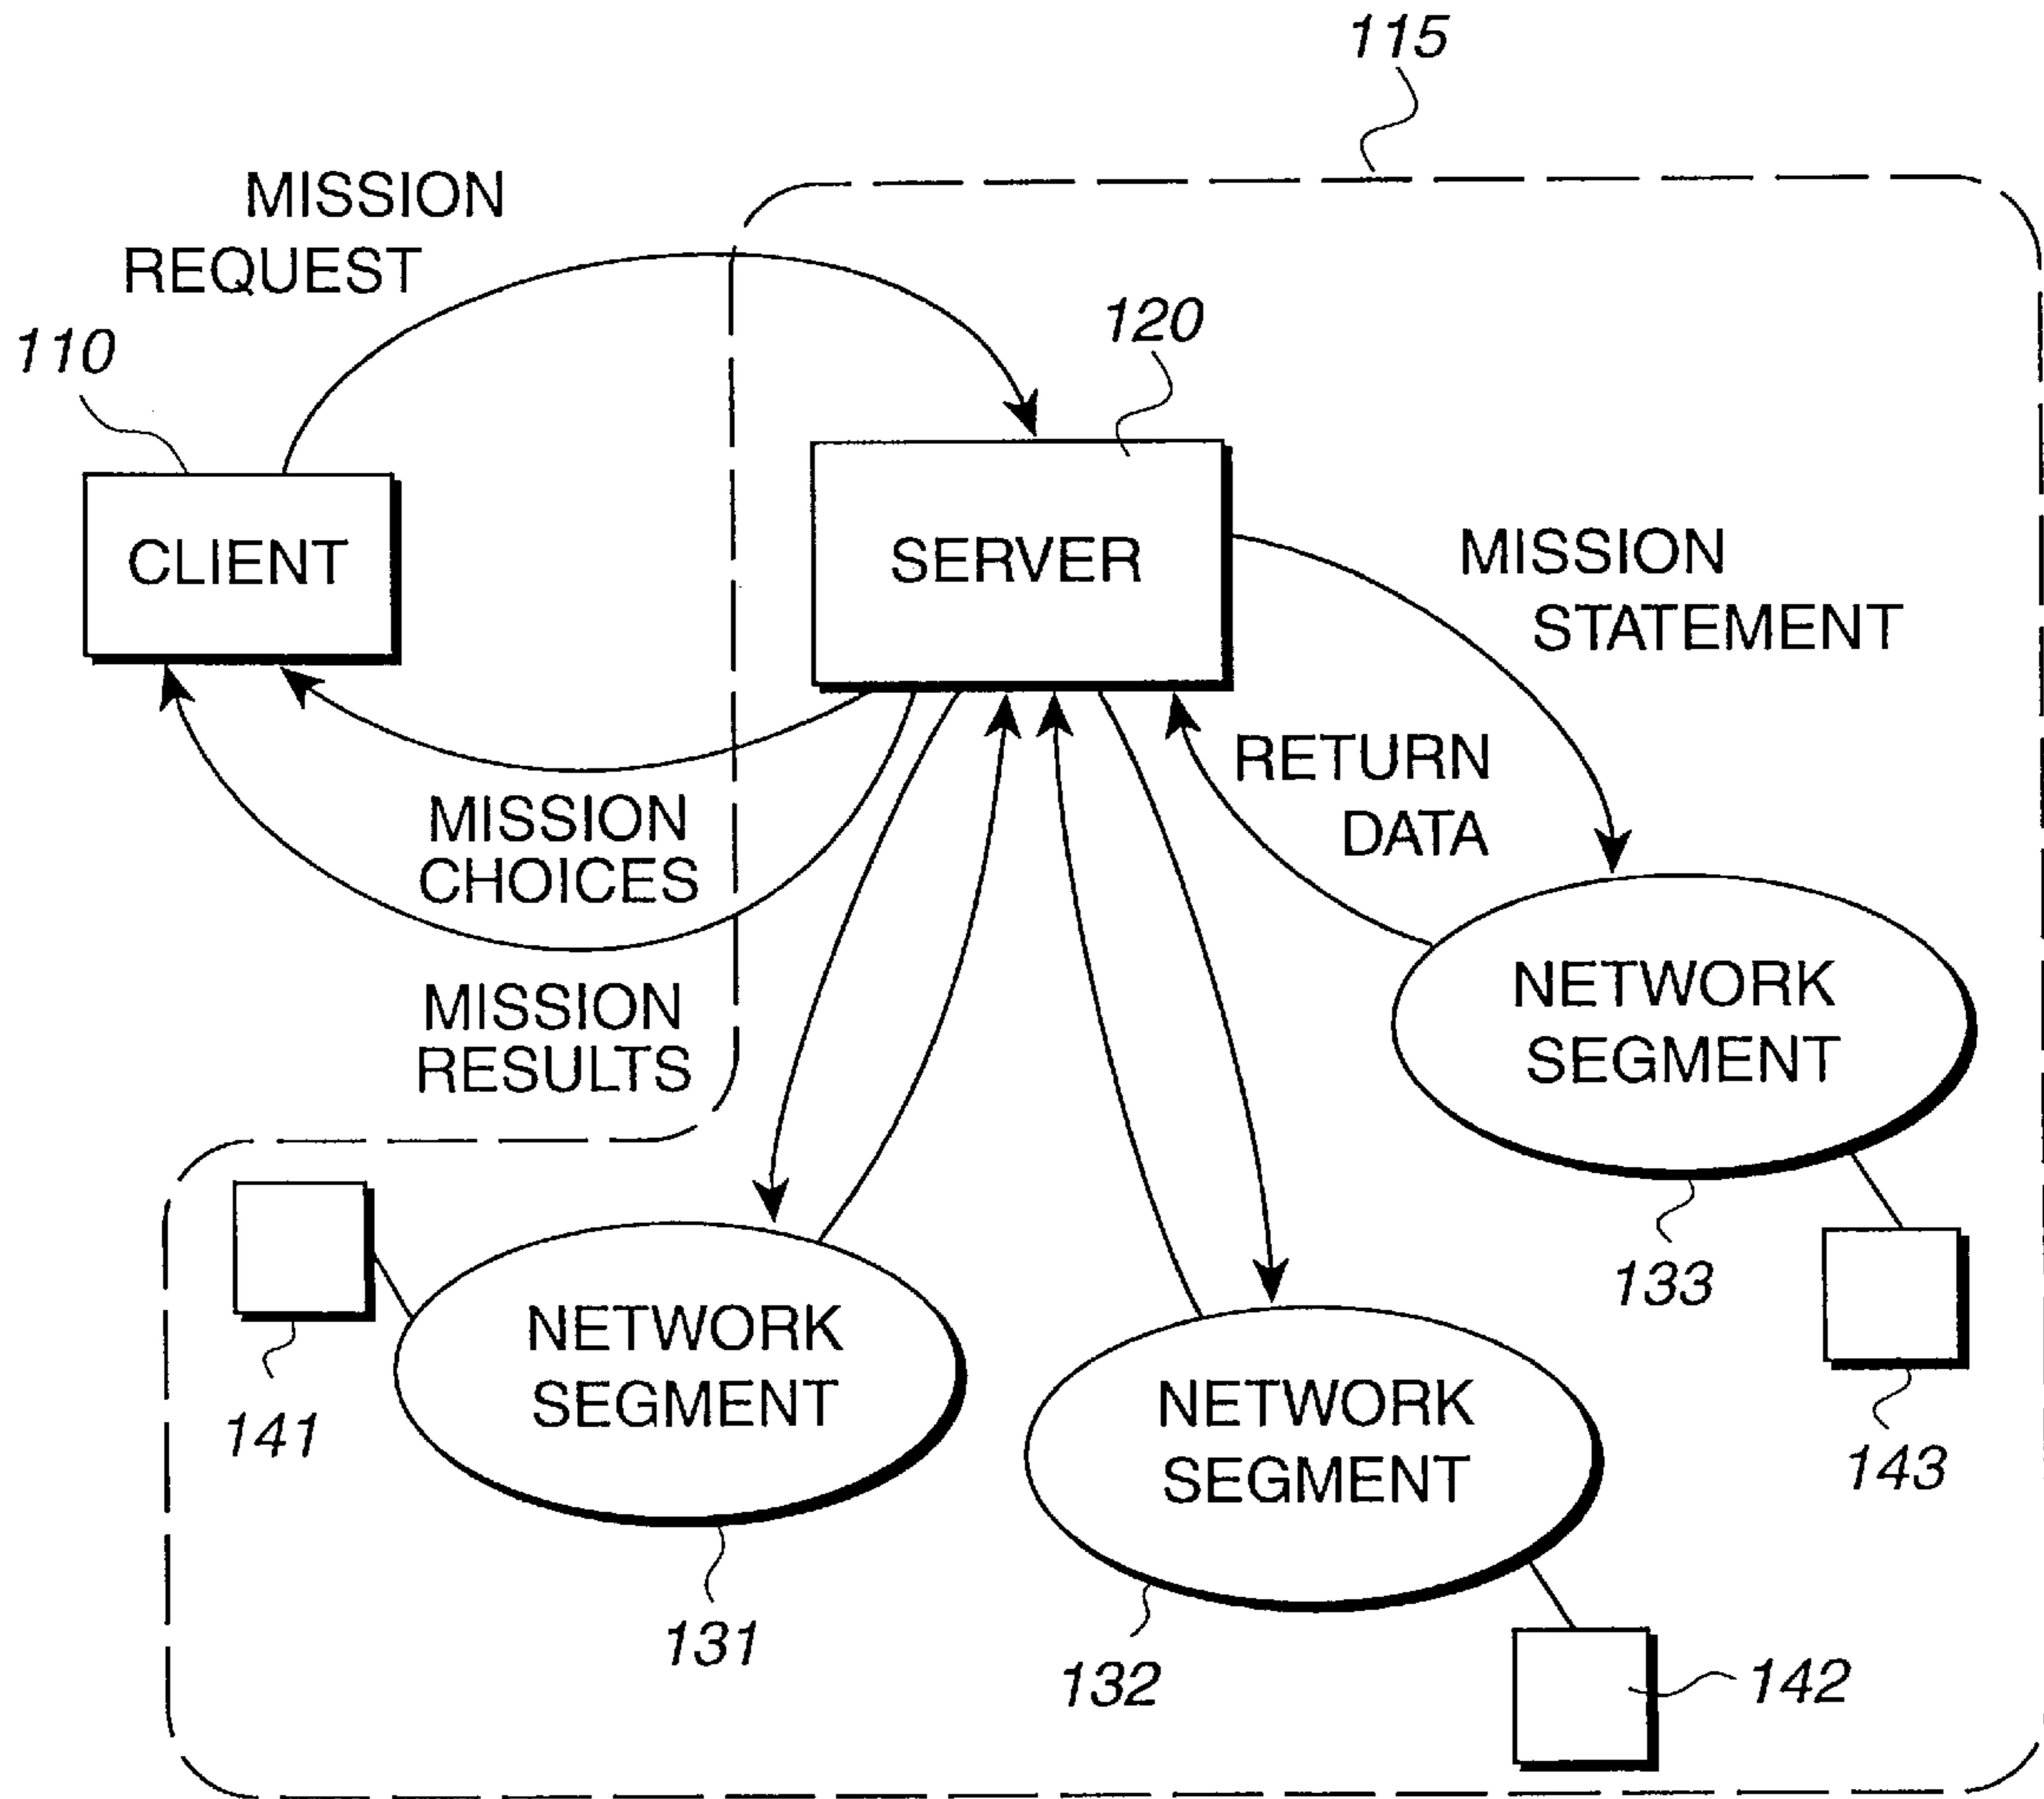 115
MISSION
REQUEST
120
110
CLIENT
SERVER
MISSION
STATEMENT
RETURN
DATA
MISSION
CHOICES
MISSION
RESULTS
NETWORK
SEGMENT
133
141
NETWORK
SEGMENT
NETWORK
SEGMENT
143
131
132
142